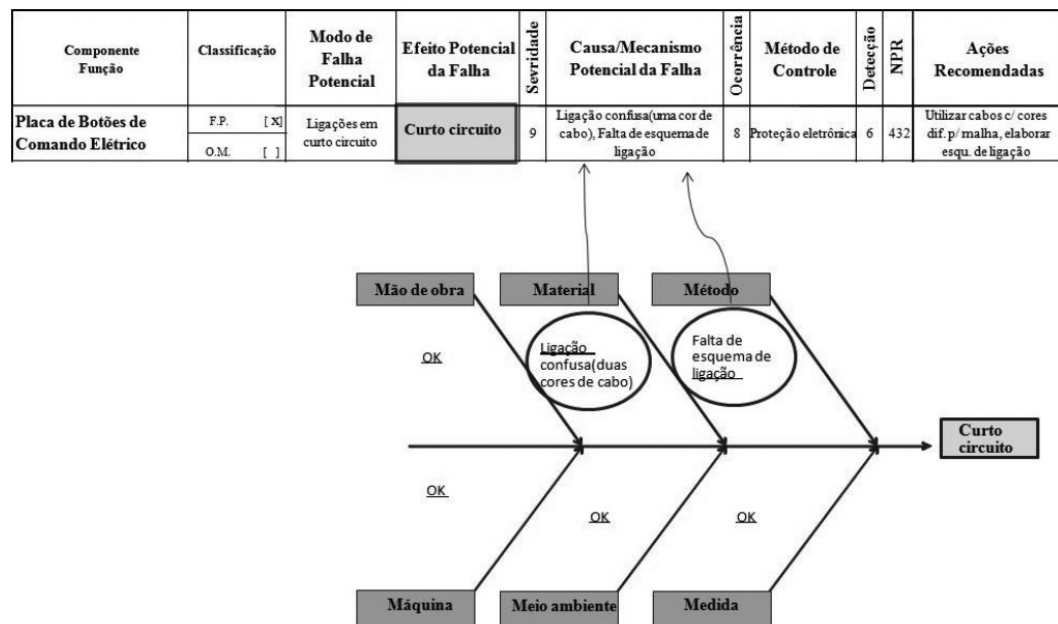 Componente
Função
Classificação
Modo de
Falha
Potencial
Efeito Potencial
da Falha
Sevridade
Causa/Mecanismo
Potencial da Falha
Ocorrência
Método de
Controle
Detecção
NPR
Ações
Recomendadas
Placa de Botões de
Comando Elétrico
F.P. [ X]
O.M. [ ]
Ligações em
curto circuito
Curto circuito
9
Ligação confusa(uma cor de
cabo), Falta de esquema de
ligação
8
Proteção eletrônica
6
432
Utilizar cabos c/ cores
dif. p/ malha, elaborar
esqu. de ligação
Mão de obra
Material
Método
OK
Ligação
confusa(duas
cores de cabo)
Falta de
esquema de
ligação
Curto
circuito
OK
OK
OK
Máquina
Meio ambiente
Medida